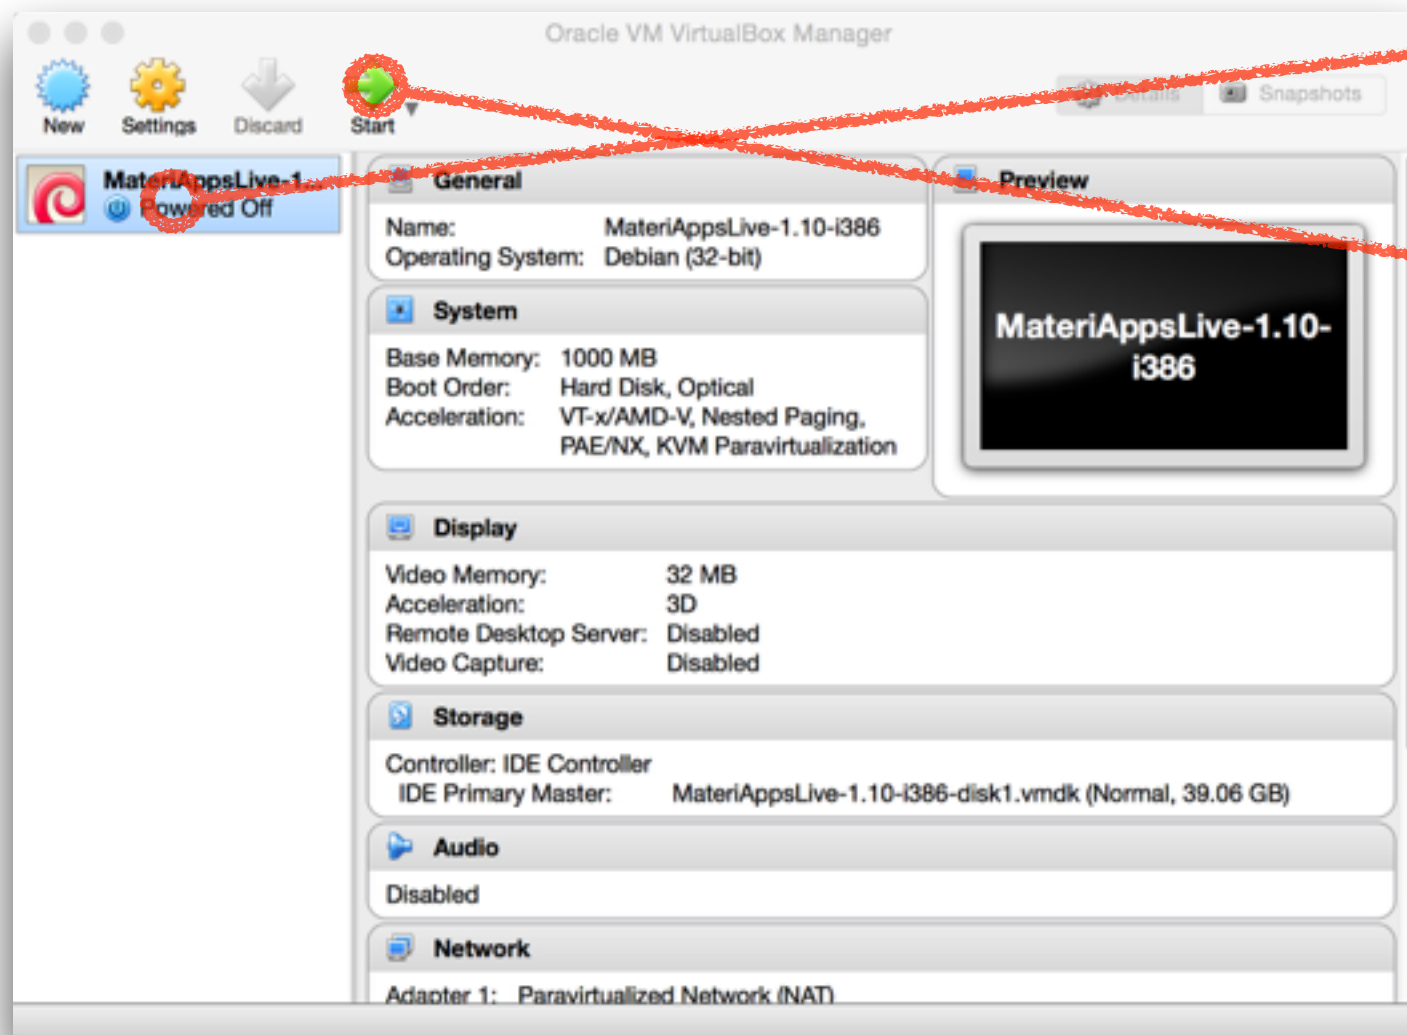 Oracle VM VirtualBox Manager
New
Settings
Discard
Start
Details
Snapshots
MateriAppsLive-1...
Powered Off
General
Name: MateriAppsLive-1.10-i386
Operating System: Debian (32-bit)
Preview
MateriAppsLive-1.10-
i386
System
Base Memory: 1000 MB
Boot Order: Hard Disk, Optical
Acceleration: VT-x/AMD-V, Nested Paging,
PAE/NX, KVM Paravirtualization
Display
Video Memory: 32 MB
Acceleration: 3D
Remote Desktop Server: Disabled
Video Capture: Disabled
Storage
Controller: IDE Controller
IDE Primary Master: MateriAppsLive-1.10-i386-disk1.vmdk (Normal, 39.06 GB)
Audio
Disabled
Network
Adapter 1: Paravirtualized Network (NAT)